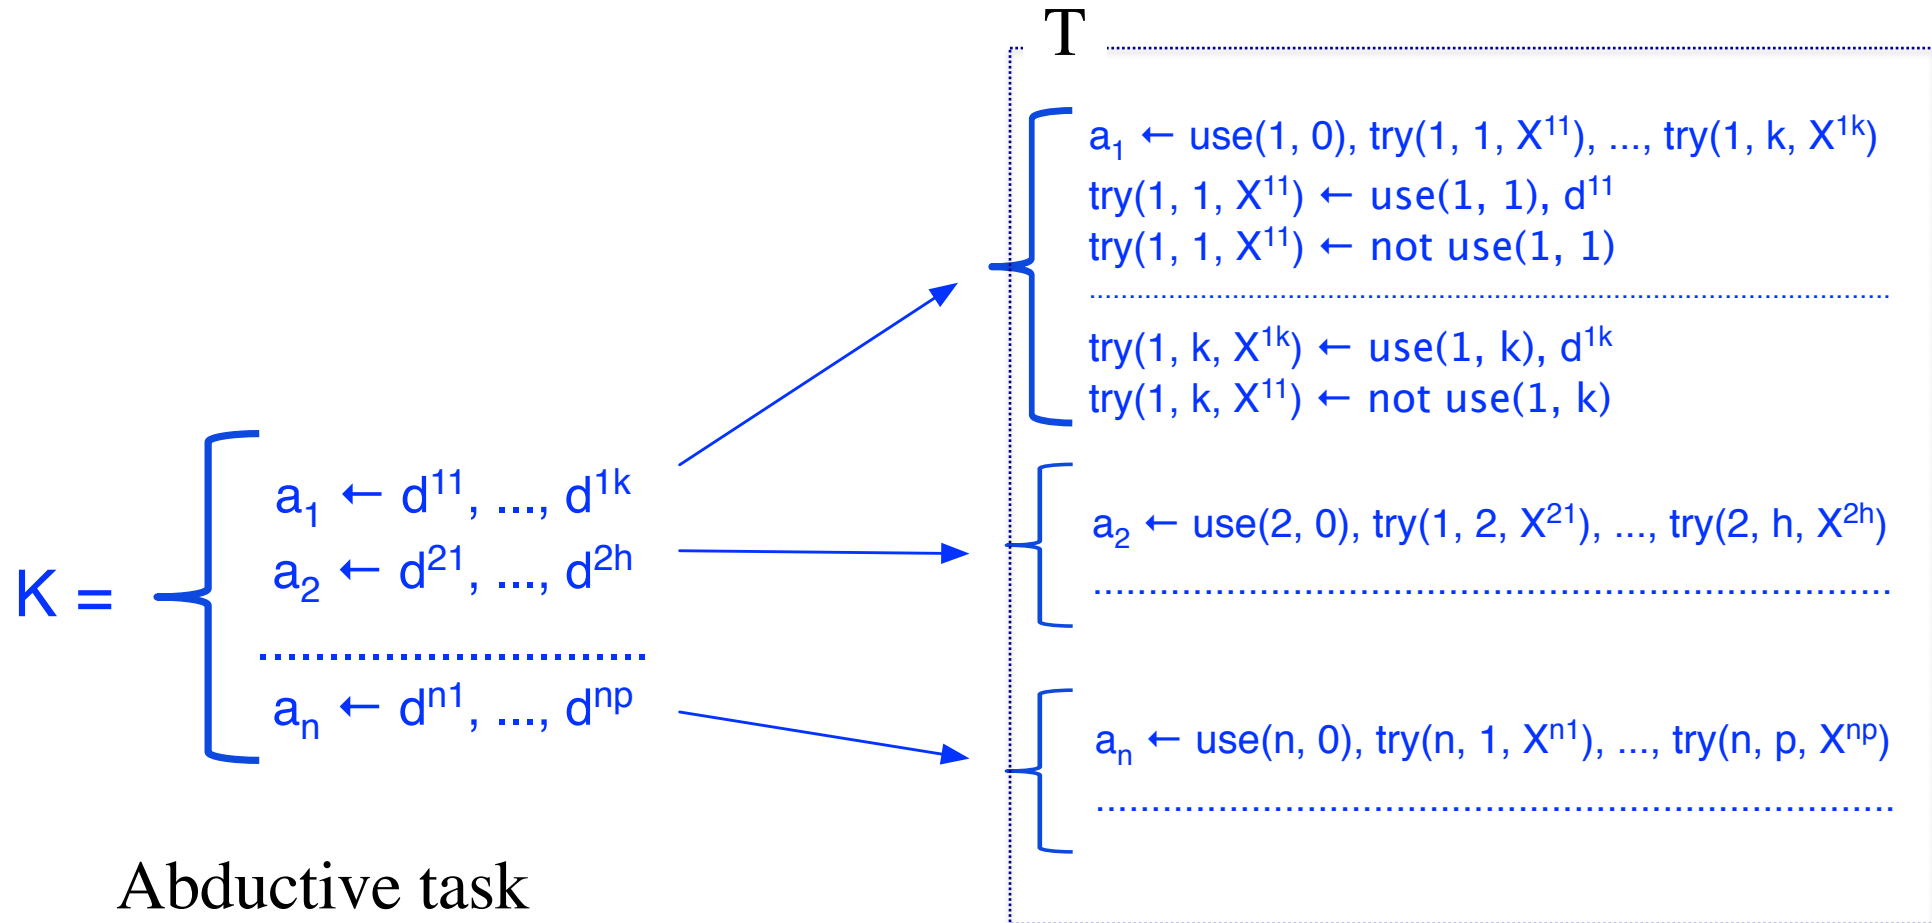 T
a₁ ← use(1, 0), try(1, 1, X¹¹), ..., try(1, k, X¹ᵏ)
try(1, 1, X¹¹) ← use(1, 1), d¹¹
try(1, 1, X¹¹) ← not use(1, 1)
try(1, k, X¹ᵏ) ← use(1, k), d¹ᵏ
try(1, k, X¹¹) ← not use(1, k)
a₂ ← use(2, 0), try(1, 2, X²¹), ..., try(2, h, X²ʰ)
aₙ ← use(n, 0), try(n, 1, Xⁿ¹), ..., try(n, p, Xⁿᵖ)
K =
a₁ ← d¹¹, ..., d¹ᵏ
a₂ ← d²¹, ..., d²ʰ
aₙ ← dⁿ¹, ..., dⁿᵖ
Abductive task